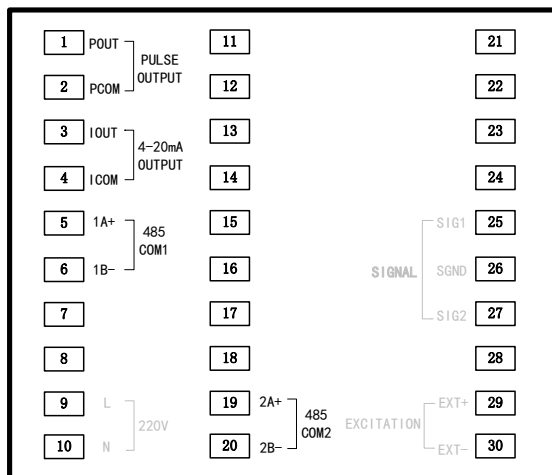 1 POUT 11 21
PULSE
OUTPUT
2 PCOM 12 22
3 IOUT 13 23
4-20mA
OUTPUT
4 ICOM 14 24
5 1A+ 15 SIG1 25
485
COM1
6 1B- 16 SIGNAL SGND 26
7 17 SIG2 27
8 18 28
9 L 19 2A+ EXT+ 29
220V 485
COM2 EXCITATION
10 N 20 2B- EXT- 30